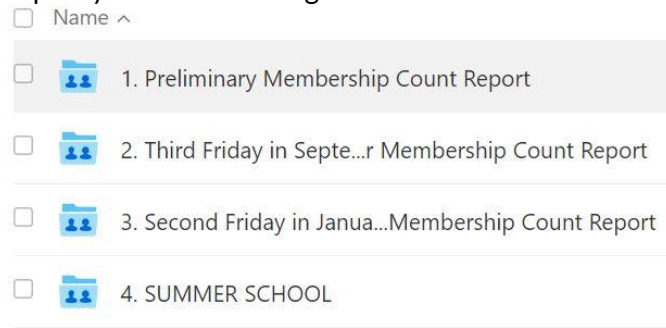 Name
1. Preliminary Membership Count Report
2. Third Friday in Septe...r Membership Count Report
3. Second Friday in Janua...Membership Count Report
4. SUMMER SCHOOL